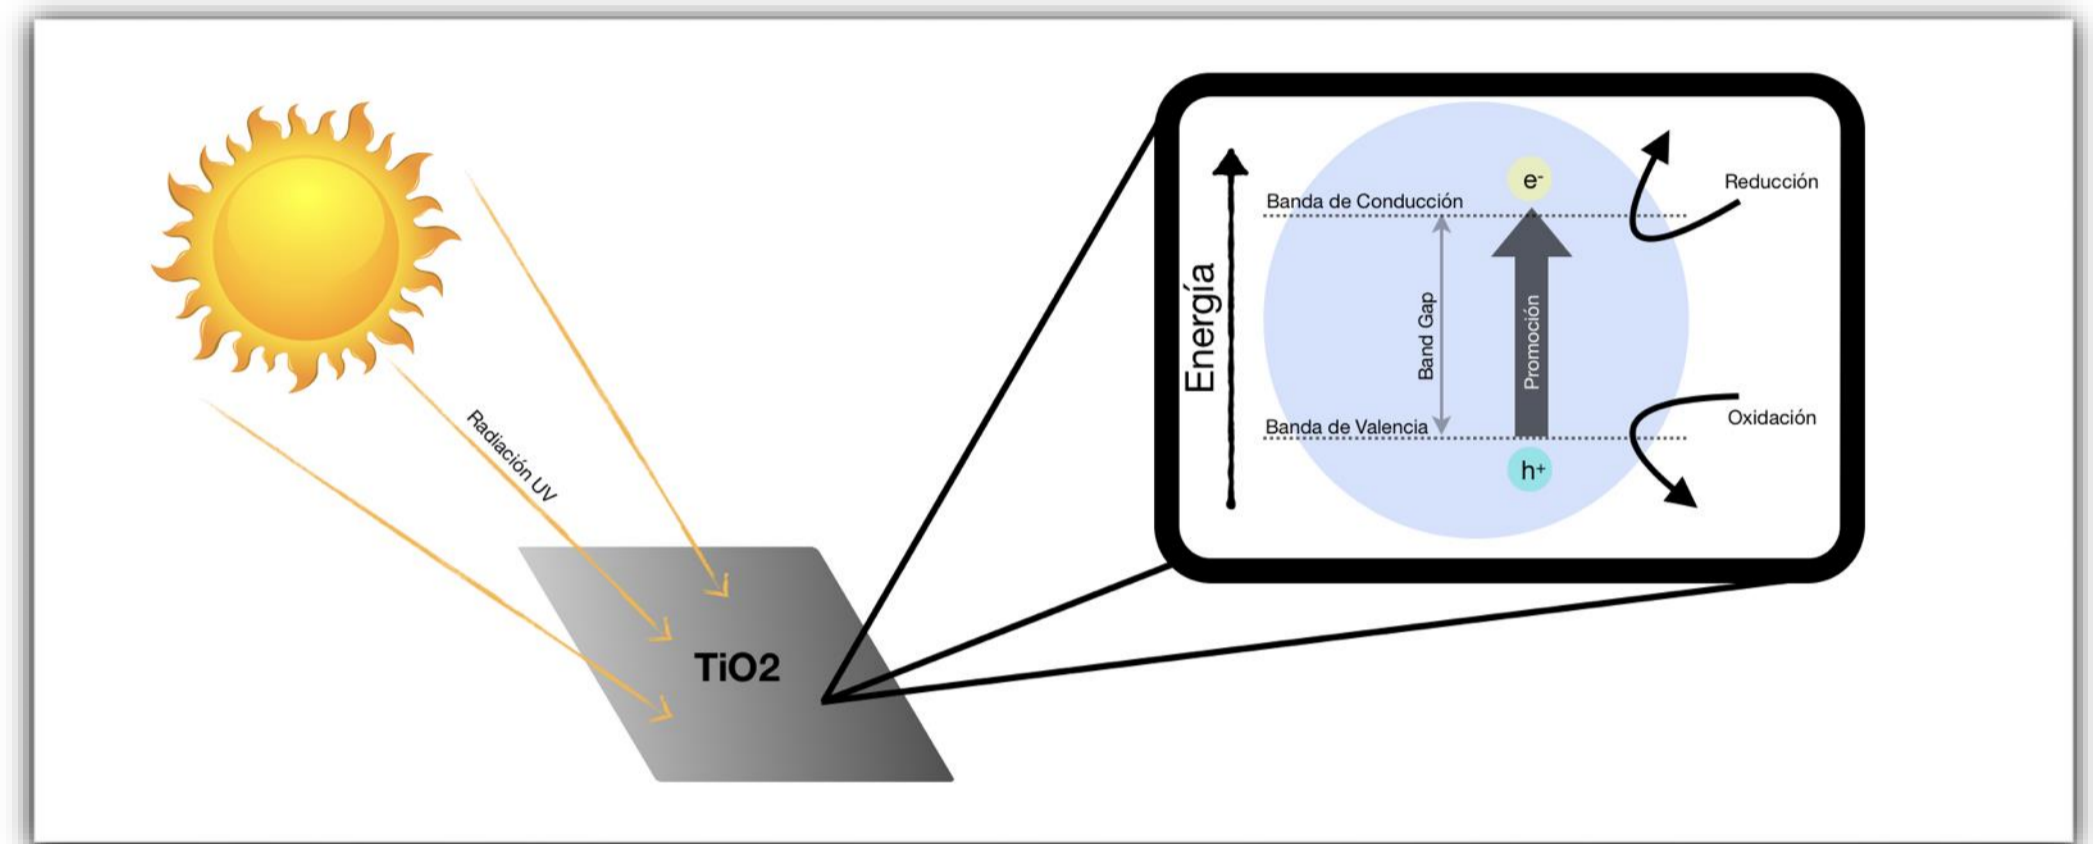 Radiación UV
TiO2
Energía
Banda de Conducción
e-
Reducción
Band Gap
Promoción
Banda de Valencia
h+
Oxidación